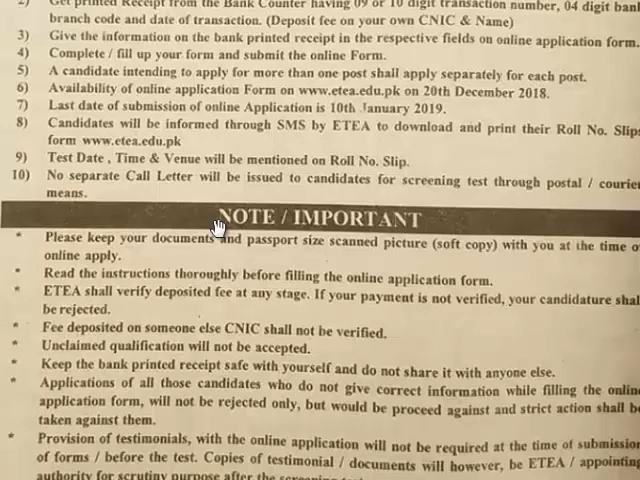 2) Get printed Receipt from the Bank Counter having 09 or 10 digit transaction number, 04 digit bank
branch code and date of transaction. (Deposit fee on your own CNIC & Name)
3) Give the information on the bank printed receipt in the respective fields on online application form.
4) Complete / fill up your form and submit the online Form.
5) A candidate intending to apply for more than one post shall apply separately for each post.
6) Availability of online application Form on www.etea.edu.pk on 20th December 2018.
7) Last date of submission of online Application is 10th January 2019.
8) Candidates will be informed through SMS by ETEA to download and print their Roll No. Slips
form www.etea.edu.pk
9) Test Date , Time & Venue will be mentioned on Roll No. Slip.
10) No separate Call Letter will be issued to candidates for screening test through postal / courier
means.
NOTE / IMPORTANT
* Please keep your documents and passport size scanned picture (soft copy) with you at the time of
online apply.
* Read the instructions thoroughly before filling the online application form.
* ETEA shall verify deposited fee at any stage. If your payment is not verified, your candidature shall
be rejected.
* Fee deposited on someone else CNIC shall not be verified.
* Unclaimed qualification will not be accepted.
* Keep the bank printed receipt safe with yourself and do not share it with anyone else.
* Applications of all those candidates who do not give correct information while filling the online
application form, will not be rejected only, but would be proceed against and strict action shall be
taken against them.
* Provision of testimonials, with the online application will not be required at the time of submission
of forms / before the test. Copies of testimonial / documents will however, be ETEA / appointing
authority for scrutiny purpose after the screening